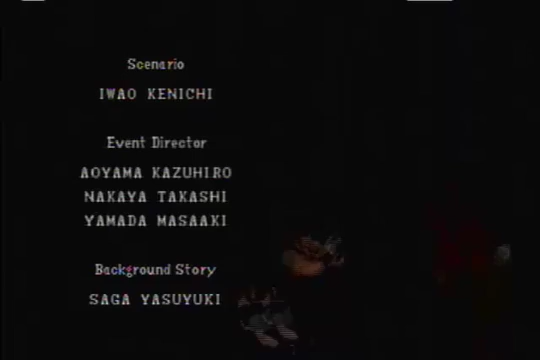 Scenario
IWAO KENICHI
Event Director
AOYAMA KAZUHIRO
NAKAYA TAKASHI
YAMADA MASAAKI
Background Story
SAGA YASUYUKI